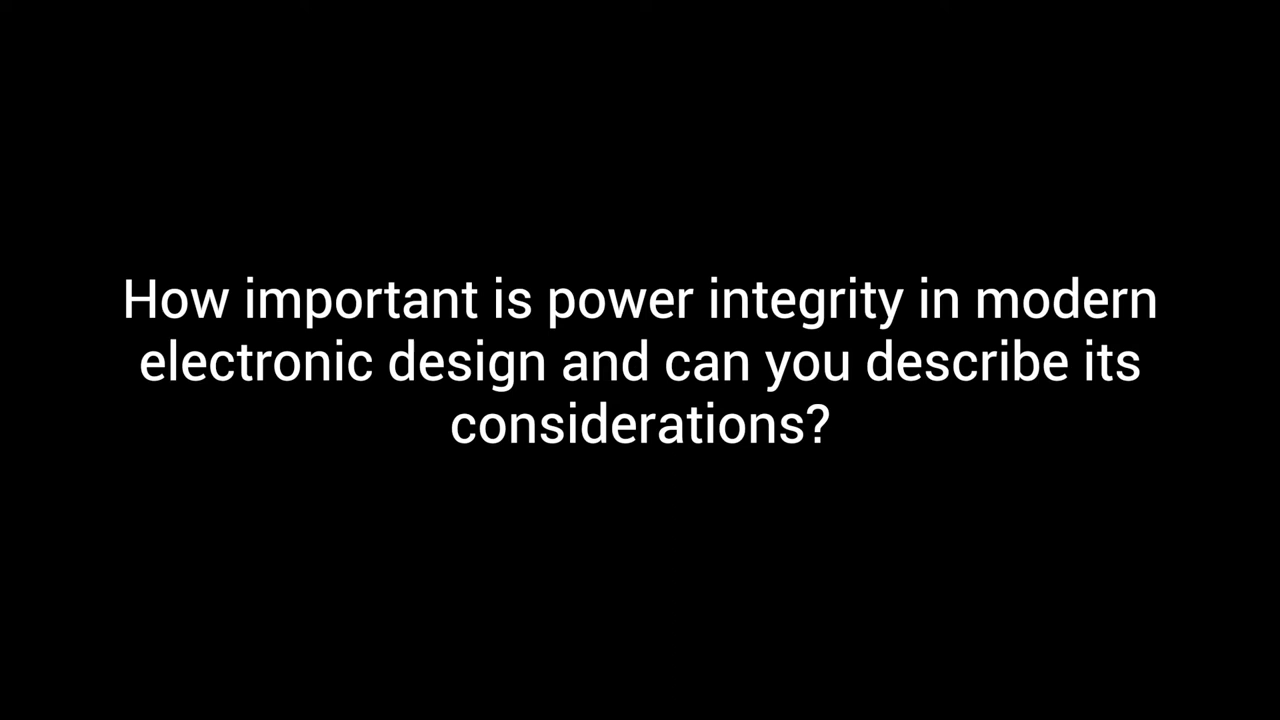 How important is power integrity in modern
electronic design and can you describe its
considerations?